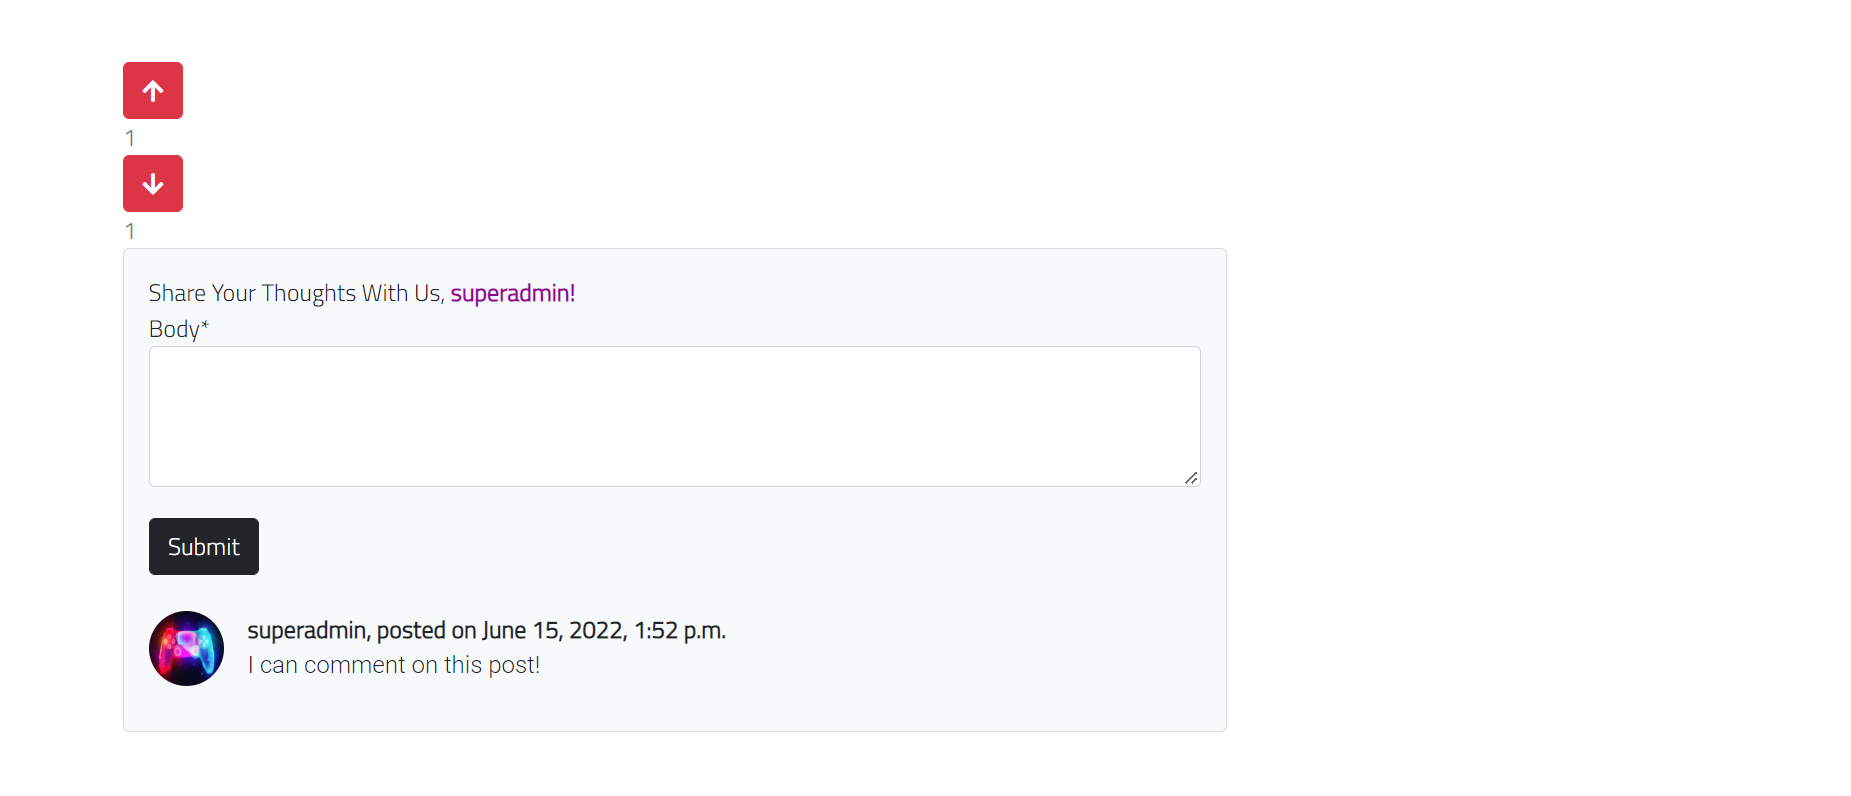 1
1
Share Your Thoughts With Us, superadmin!
Body*
Submit
superadmin, posted on June 15, 2022, 1:52 p.m.
I can comment on this post!